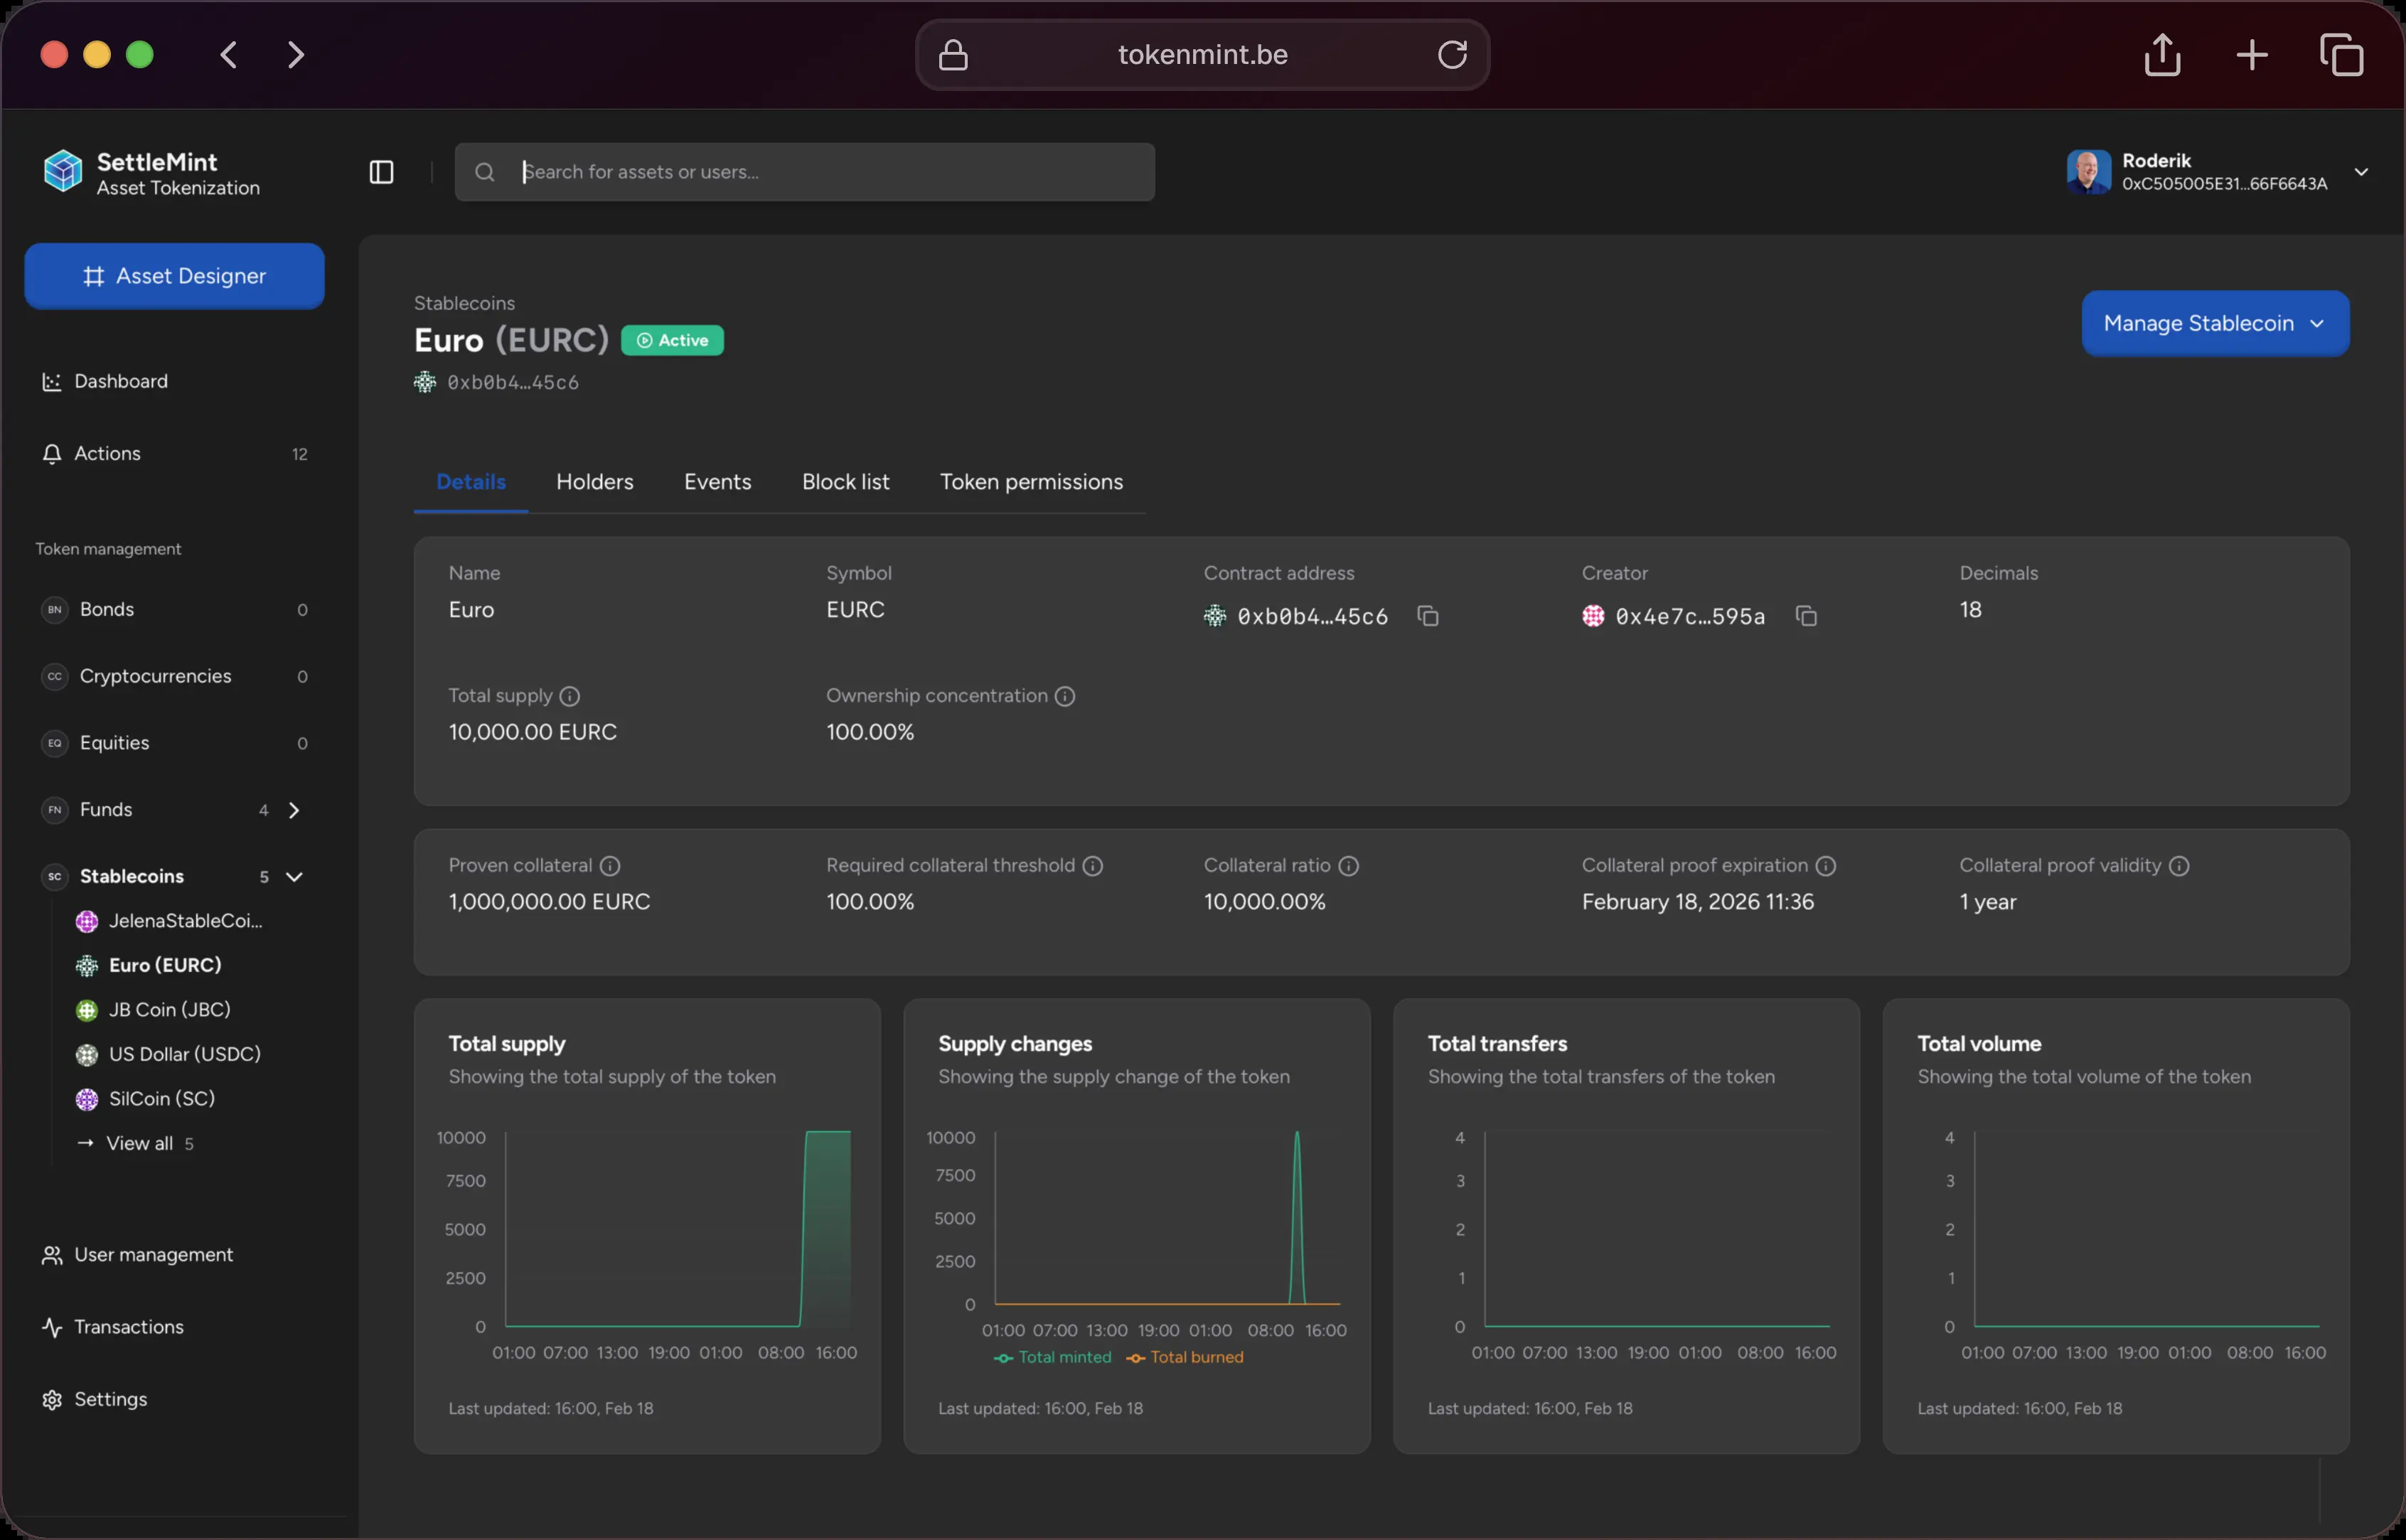 tokenmint.be
SettleMint
Asset Tokenization
Search for assets or users...
Roderik
0xC505005E31...66F6643A
Asset Designer
Dashboard
Actions 12
Token management
BN Bonds 0
CC Cryptocurrencies 0
EQ Equities 0
FN Funds 4
SC Stablecoins 5
JelenaStableCoi...
Euro (EURC)
JB Coin (JBC)
US Dollar (USDC)
SilCoin (SC)
View all 5
User management
Transactions
Settings
Stablecoins
Euro (EURC) Active
0xb0b4…45c6
Manage Stablecoin
Details Holders Events Block list Token permissions
Name Symbol Contract address Creator Decimals
Euro EURC 0xb0b4…45c6 0x4e7c…595a 18
Total supply Ownership concentration
10,000.00 EURC 100.00%
Proven collateral Required collateral threshold Collateral ratio Collateral proof expiration Collateral proof validity
1,000,000.00 EURC 100.00% 10,000.00% February 18, 2026 11:36 1 year
Total supply
Showing the total supply of the token
10000
7500
5000
2500
0
01:00 07:00 13:00 19:00 01:00 08:00 16:00
Last updated: 16:00, Feb 18
Supply changes
Showing the supply change of the token
10000
7500
5000
2500
0
01:00 07:00 13:00 19:00 01:00 08:00 16:00
Total minted Total burned
Last updated: 16:00, Feb 18
Total transfers
Showing the total transfers of the token
4
3
2
1
0
01:00 07:00 13:00 19:00 01:00 08:00 16:00
Last updated: 16:00, Feb 18
Total volume
Showing the total volume of the token
4
3
2
1
0
01:00 07:00 13:00 19:00 01:00 08:00 16:00
Last updated: 16:00, Feb 18